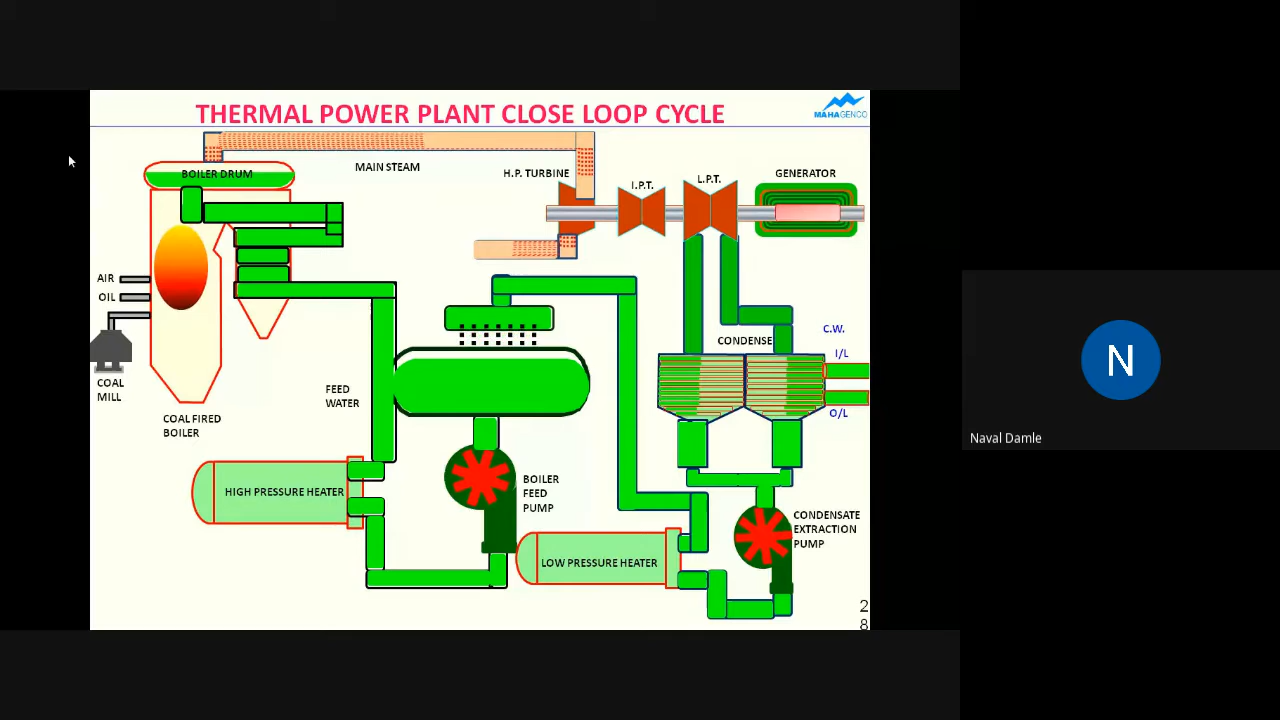 THERMAL POWER PLANT CLOSE LOOP CYCLE
MAHAGENCO
BOILER DRUM
MAIN STEAM
H.P. TURBINE
I.P.T.
L.P.T.
GENERATOR
AIR
OIL
COAL
MILL
COAL FIRED
BOILER
FEED
WATER
CONDENSE
C.W.
I/L
O/L
HIGH PRESSURE HEATER
BOILER
FEED
PUMP
LOW PRESSURE HEATER
CONDENSATE
EXTRACTION
PUMP
2
8
N
Naval Damle